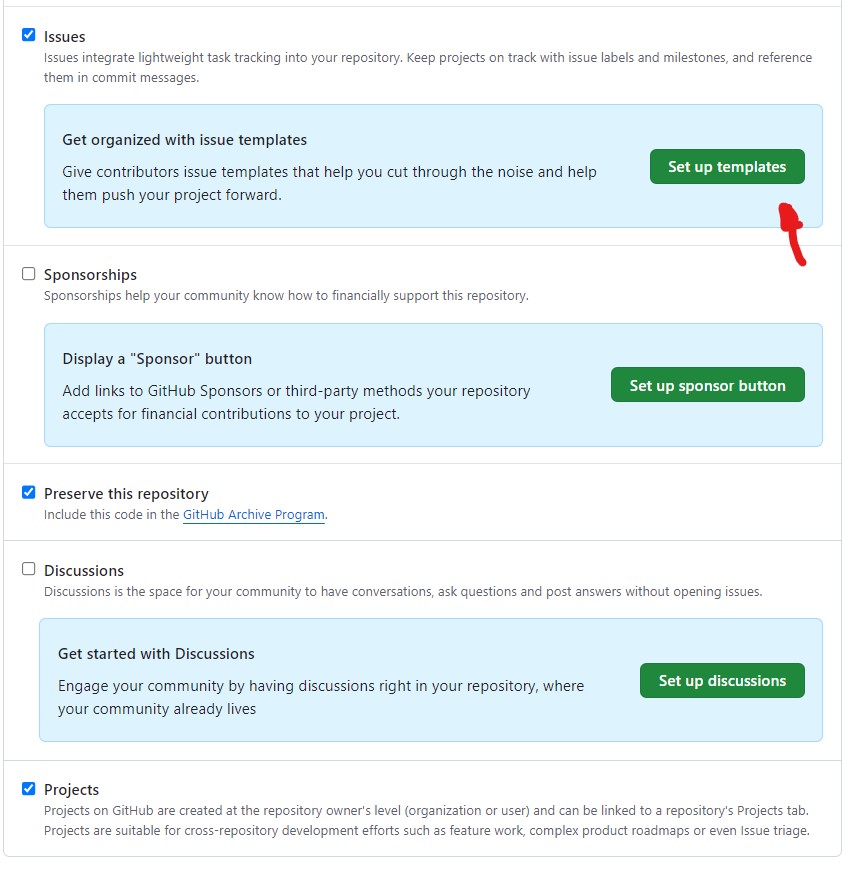 Issues
Issues integrate lightweight task tracking into your repository. Keep projects on track with issue labels and milestones, and reference
them in commit messages.
Get organized with issue templates
Give contributors issue templates that help you cut through the noise and help
them push your project forward.
Set up templates
Sponsorships
Sponsorships help your community know how to financially support this repository.
Display a "Sponsor" button
Add links to GitHub Sponsors or third-party methods your repository
accepts for financial contributions to your project.
Set up sponsor button
Preserve this repository
Include this code in the GitHub Archive Program.
Discussions
Discussions is the space for your community to have conversations, ask questions and post answers without opening issues.
Get started with Discussions
Engage your community by having discussions right in your repository, where
your community already lives
Set up discussions
Projects
Projects on GitHub are created at the repository owner's level (organization or user) and can be linked to a repository's Projects tab.
Projects are suitable for cross-repository development efforts such as feature work, complex product roadmaps or even Issue triage.